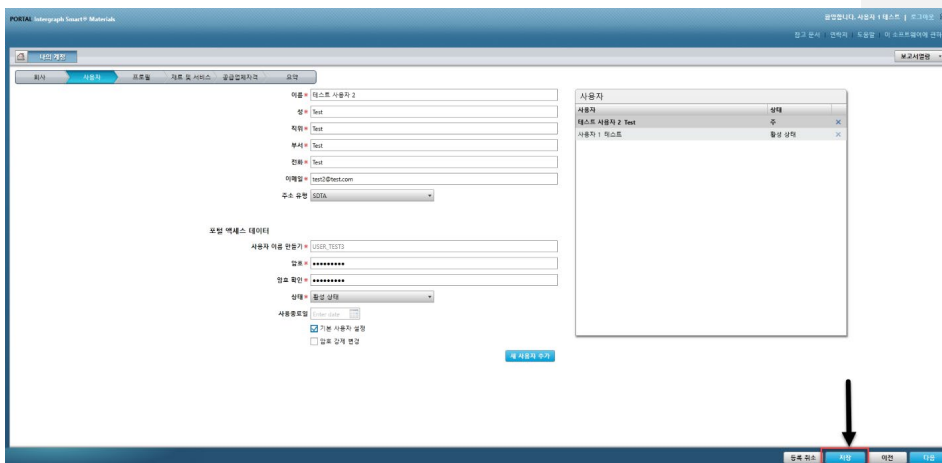 PORTAL Intergraph Smart® Materials
환영합니다, 사용자 1 테스트 | 로그아웃
참고 문서 | 연락처 | 도움말 | 이 소프트웨어에 관하
나의 계정
보고서열람
회사 사용자 프로필 재료 및 서비스 공급업체자격 요약
이름* 테스트 사용자 2
성* Test
직위* Test
부서* Test
전화* Test
이메일* test2@test.com
주소 유형 SDTA
포털 액세스 데이터
사용자 이름 만들기* USER_TEST3
암호* •••••••••
암호 확인* •••••••••
상태* 활성 상태
사용종료일 Enter date
기본 사용자 설정
암호 강제 변경
새 사용자 추가
사용자
사용자 상태
테스트 사용자 2 Test 주
사용자 1 테스트 활성 상태
등록 취소 저장 이전 다음